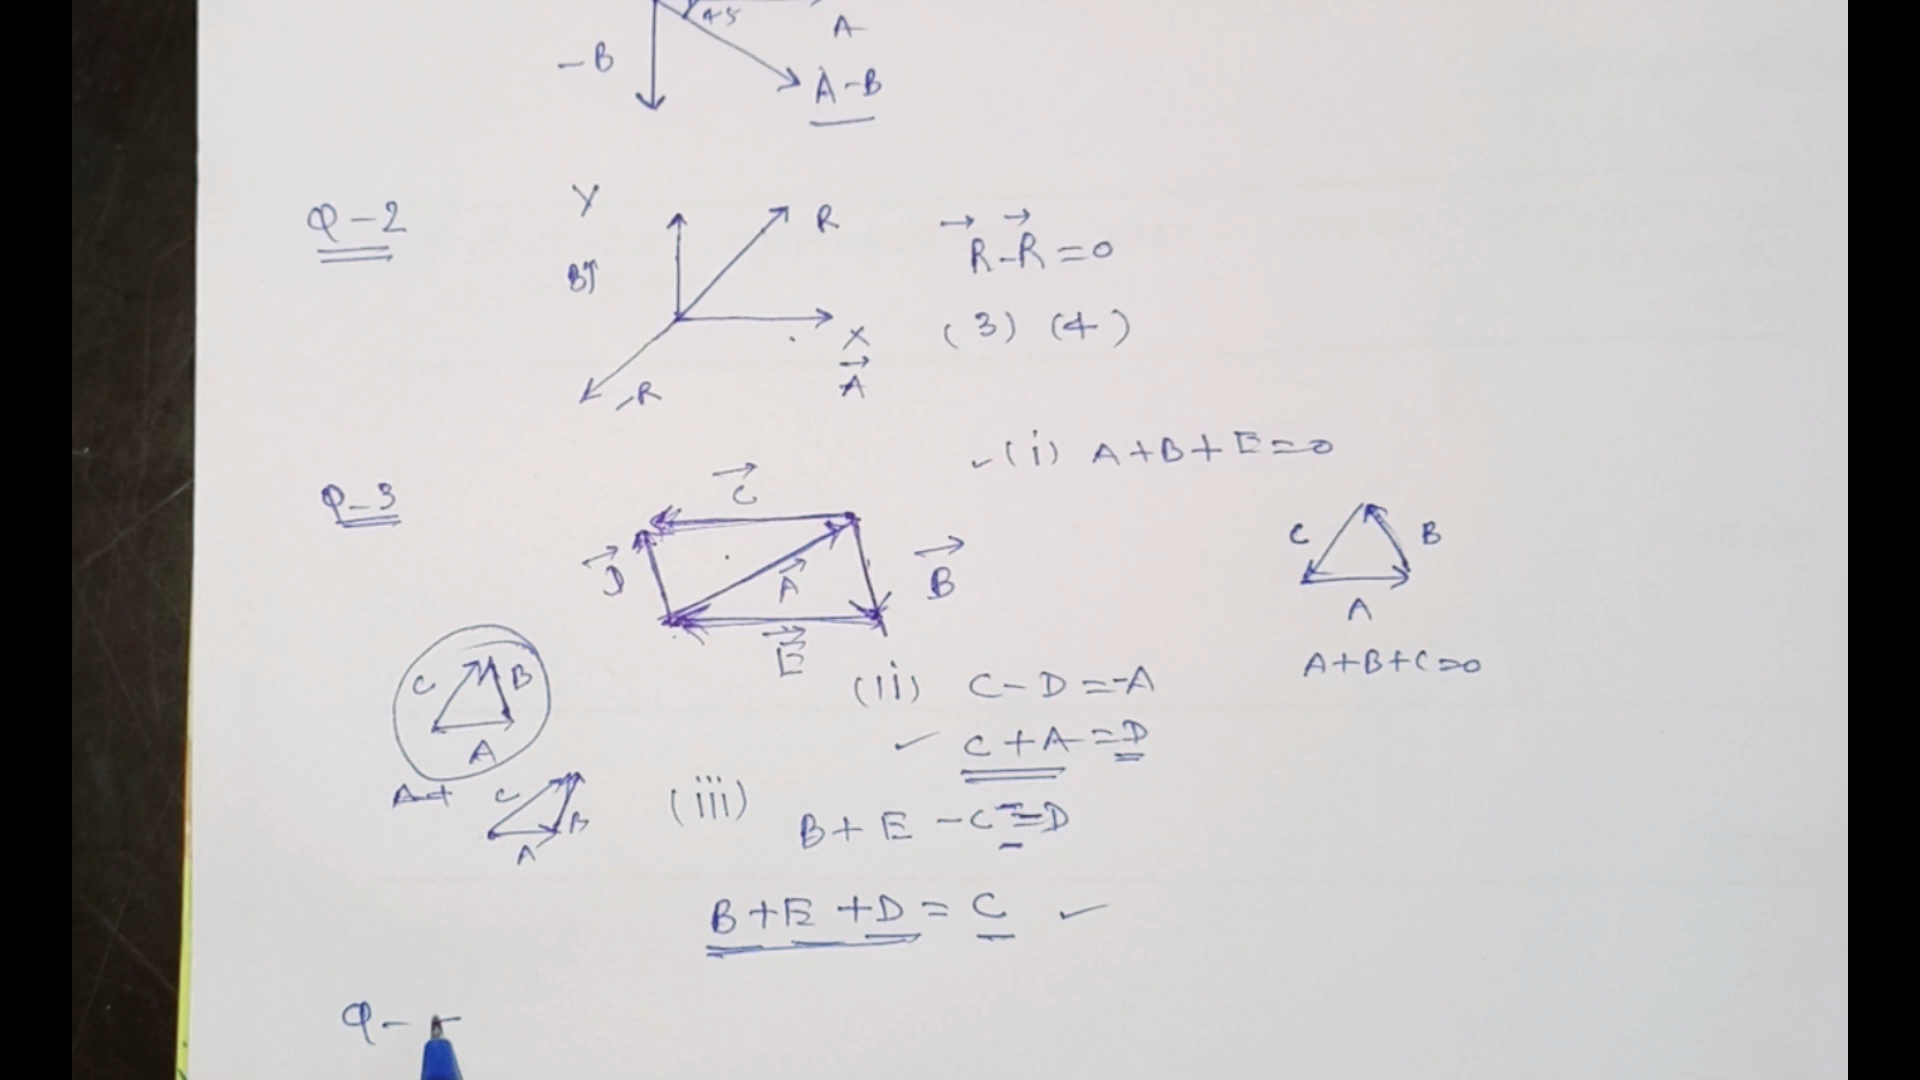 45
A
-B
A-B
Q-2
Y
R
R-R=0
B
(3) (4)
X
A
-R
(i) A+B+E=0
Q-3
C
C
B
D
A
B
A
E
A+B+C=0
C
B
(ii) C-D=-A
A
C+A=D
A+
C
B
A
(iii)
B+E-C=-D
B+E+D=C
Q-